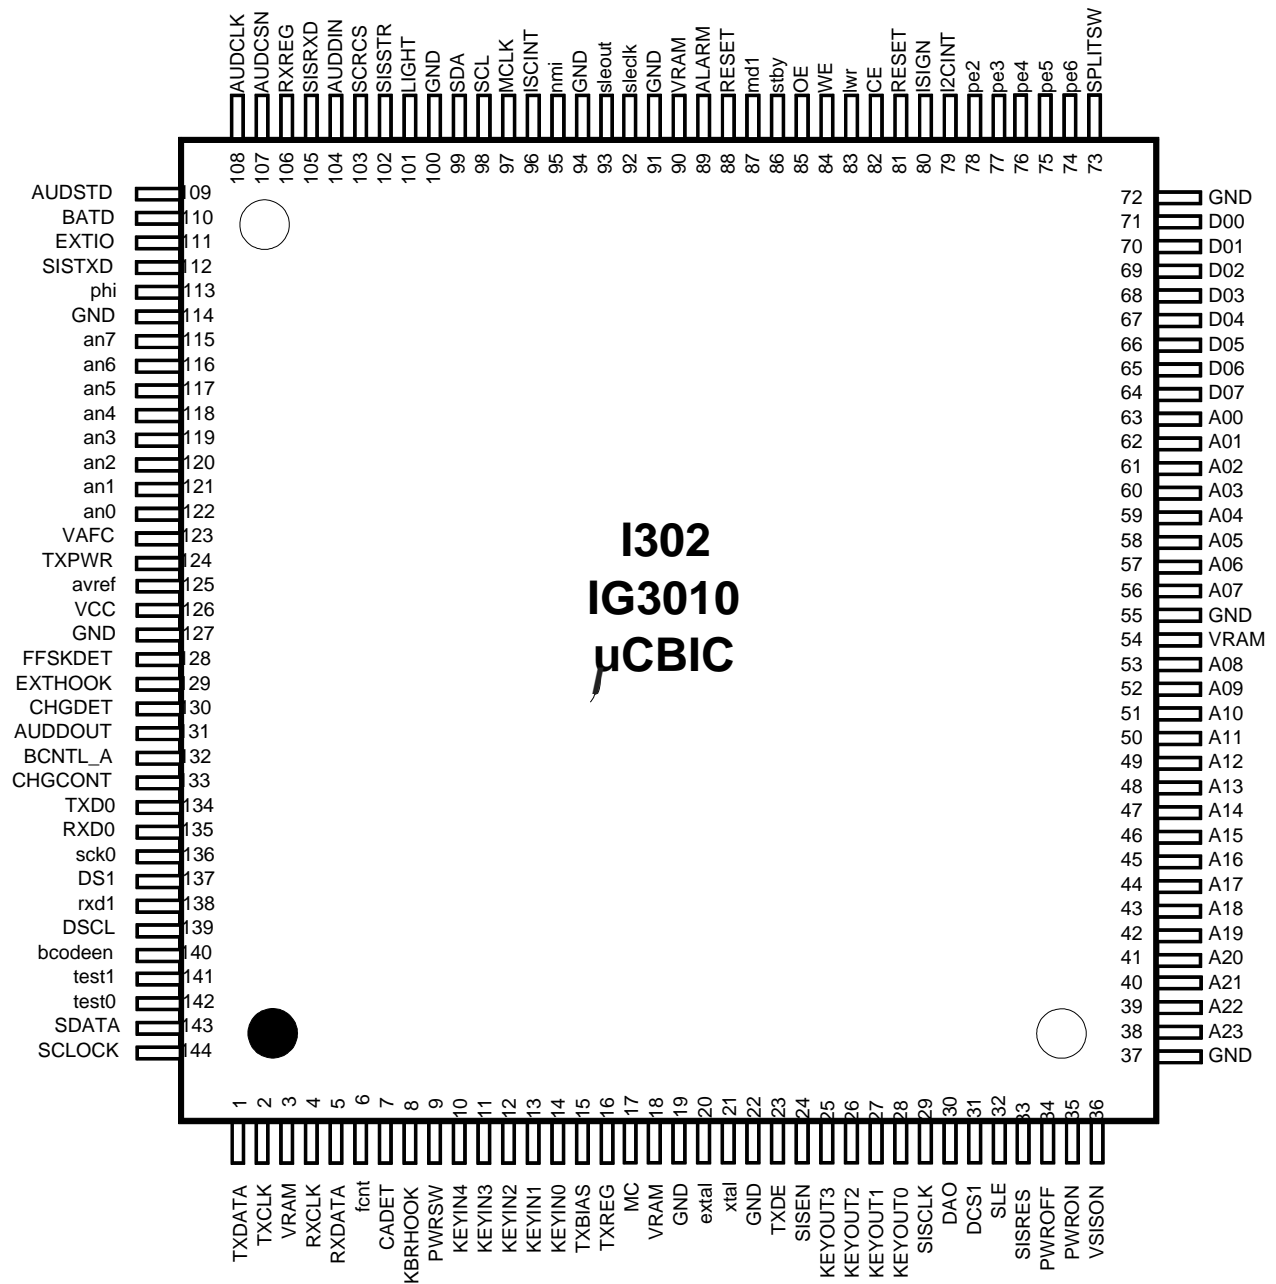 AUDCLK
AUDCSN
RXREG
SISRXD
AUDDIN
SCRCS
SISSTR
LIGHT
GND
SDA
SCL
MCLK
ISCINT
nmi
GND
sleout
sleclk
GND
VRAM
ALARM
RESET
md1
stby
OE
WE
lwr
CE
RESET
ISIGN
I2CINT
pe2
pe3
pe4
pe5
pe6
SPLITSW
108
107
106
105
104
103
102
101
100
99
98
97
96
95
94
93
92
91
90
89
88
87
86
85
84
83
82
81
80
79
78
77
76
75
74
73
AUDSTD 109
BATD 110
EXTIO 111
SISTXD 112
phi 113
GND 114
an7 115
an6 116
an5 117
an4 118
an3 119
an2 120
an1 121
an0 122
VAFC 123
TXPWR 124
avref 125
VCC 126
GND 127
FFSKDET 128
EXTHOOK 129
CHGDET 130
AUDDOUT 131
BCNTL_A 132
CHGCONT 133
TXD0 134
RXD0 135
sck0 136
DS1 137
rxd1 138
DSCL 139
bcodeen 140
test1 141
test0 142
SDATA 143
SCLOCK 144
I302
IG3010
µCBIC
72 GND
71 D00
70 D01
69 D02
68 D03
67 D04
66 D05
65 D06
64 D07
63 A00
62 A01
61 A02
60 A03
59 A04
58 A05
57 A06
56 A07
55 GND
54 VRAM
53 A08
52 A09
51 A10
50 A11
49 A12
48 A13
47 A14
46 A15
45 A16
44 A17
43 A18
42 A19
41 A20
40 A21
39 A22
38 A23
37 GND
1
2
3
4
5
6
7
8
9
10
11
12
13
14
15
16
17
18
19
20
21
22
23
24
25
26
27
28
29
30
31
32
33
34
35
36
TXDATA
TXCLK
VRAM
RXCLK
RXDATA
fcnt
CADET
KBRHOOK
PWRSW
KEYIN4
KEYIN3
KEYIN2
KEYIN1
KEYIN0
TXBIAS
TXREG
MC
VRAM
GND
extal
xtal
GND
TXDE
SISEN
KEYOUT3
KEYOUT2
KEYOUT1
KEYOUT0
SISCLK
DAO
DCS1
SLE
SISRES
PWROFF
PWRON
VSISON